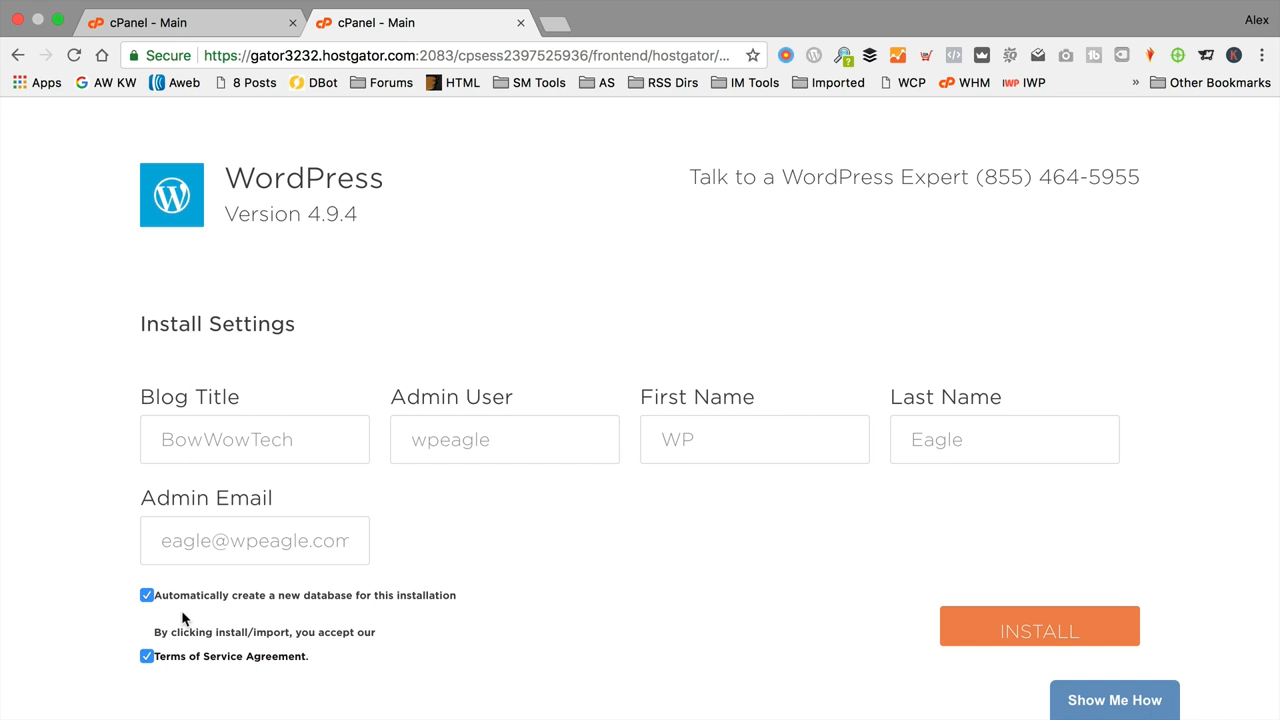 cPanel - Main
cPanel - Main
Alex
Secure https://gator3232.hostgator.com:2083/cpsess2397525936/frontend/hostgator/...
Apps AW KW Aweb 8 Posts DBot Forums HTML SM Tools AS RSS Dirs IM Tools Imported WCP WHM IWP IWP » Other Bookmarks
WordPress
Version 4.9.4
Talk to a WordPress Expert (855) 464-5955
Install Settings
Blog Title Admin User First Name Last Name
BowWowTech wpeagle WP Eagle
Admin Email
eagle@wpeagle.com
Automatically create a new database for this installation
By clicking install/import, you accept our
Terms of Service Agreement.
INSTALL
Show Me How